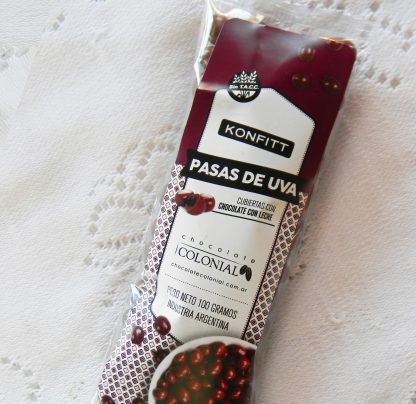 Sin T.A.C.C.
KONFITT
PASAS DE UVA
CUBIERTAS CON
CHOCOLATE CON LECHE
chocolate
COLONIAL
chocolatecolonial.com.ar
PESO NETO 100 GRAMOS
INDUSTRIA ARGENTINA